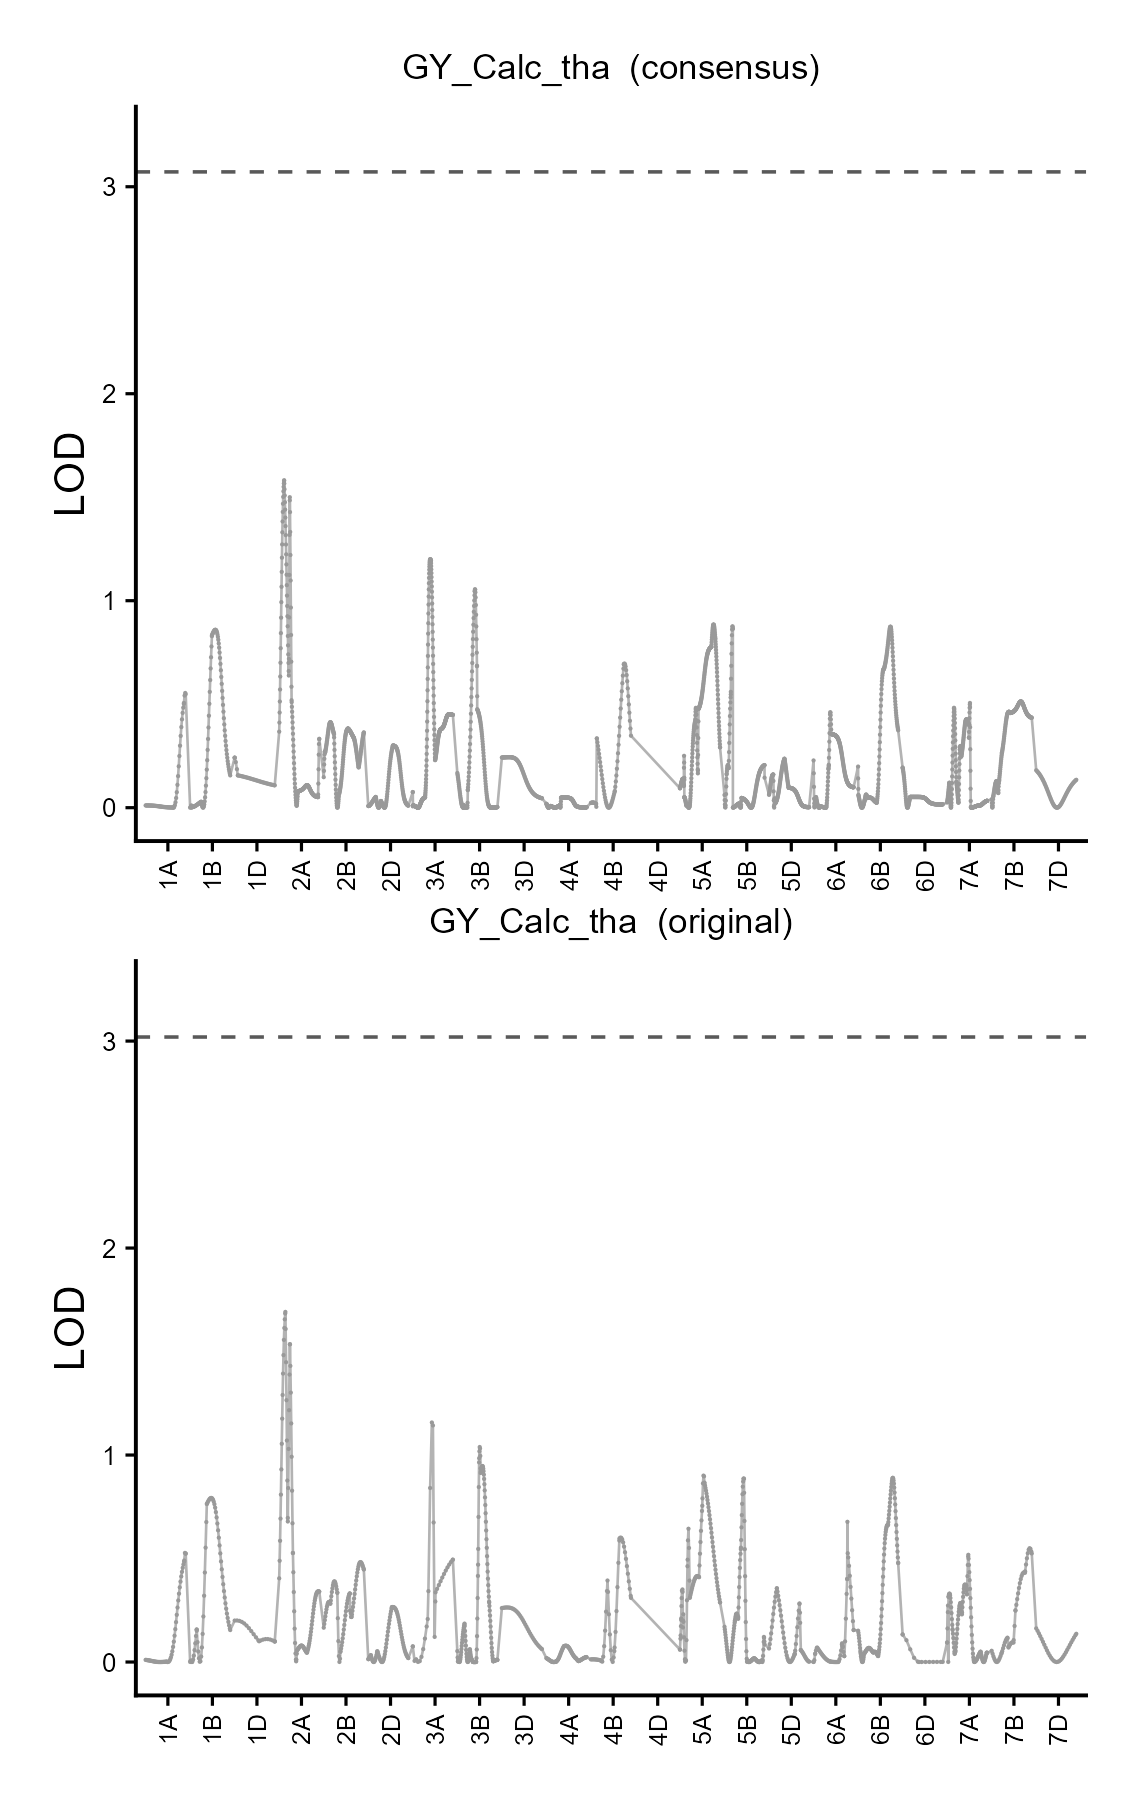 GY_Calc_tha (consensus)
3
2
1
0
LOD
1A 1B 1D 2A 2B 2D 3A 3B 3D 4A 4B 4D 5A 5B 5D 6A 6B 6D 7A 7B 7D
GY_Calc_tha (original)
3
2
1
0
LOD
1A 1B 1D 2A 2B 2D 3A 3B 3D 4A 4B 4D 5A 5B 5D 6A 6B 6D 7A 7B 7D